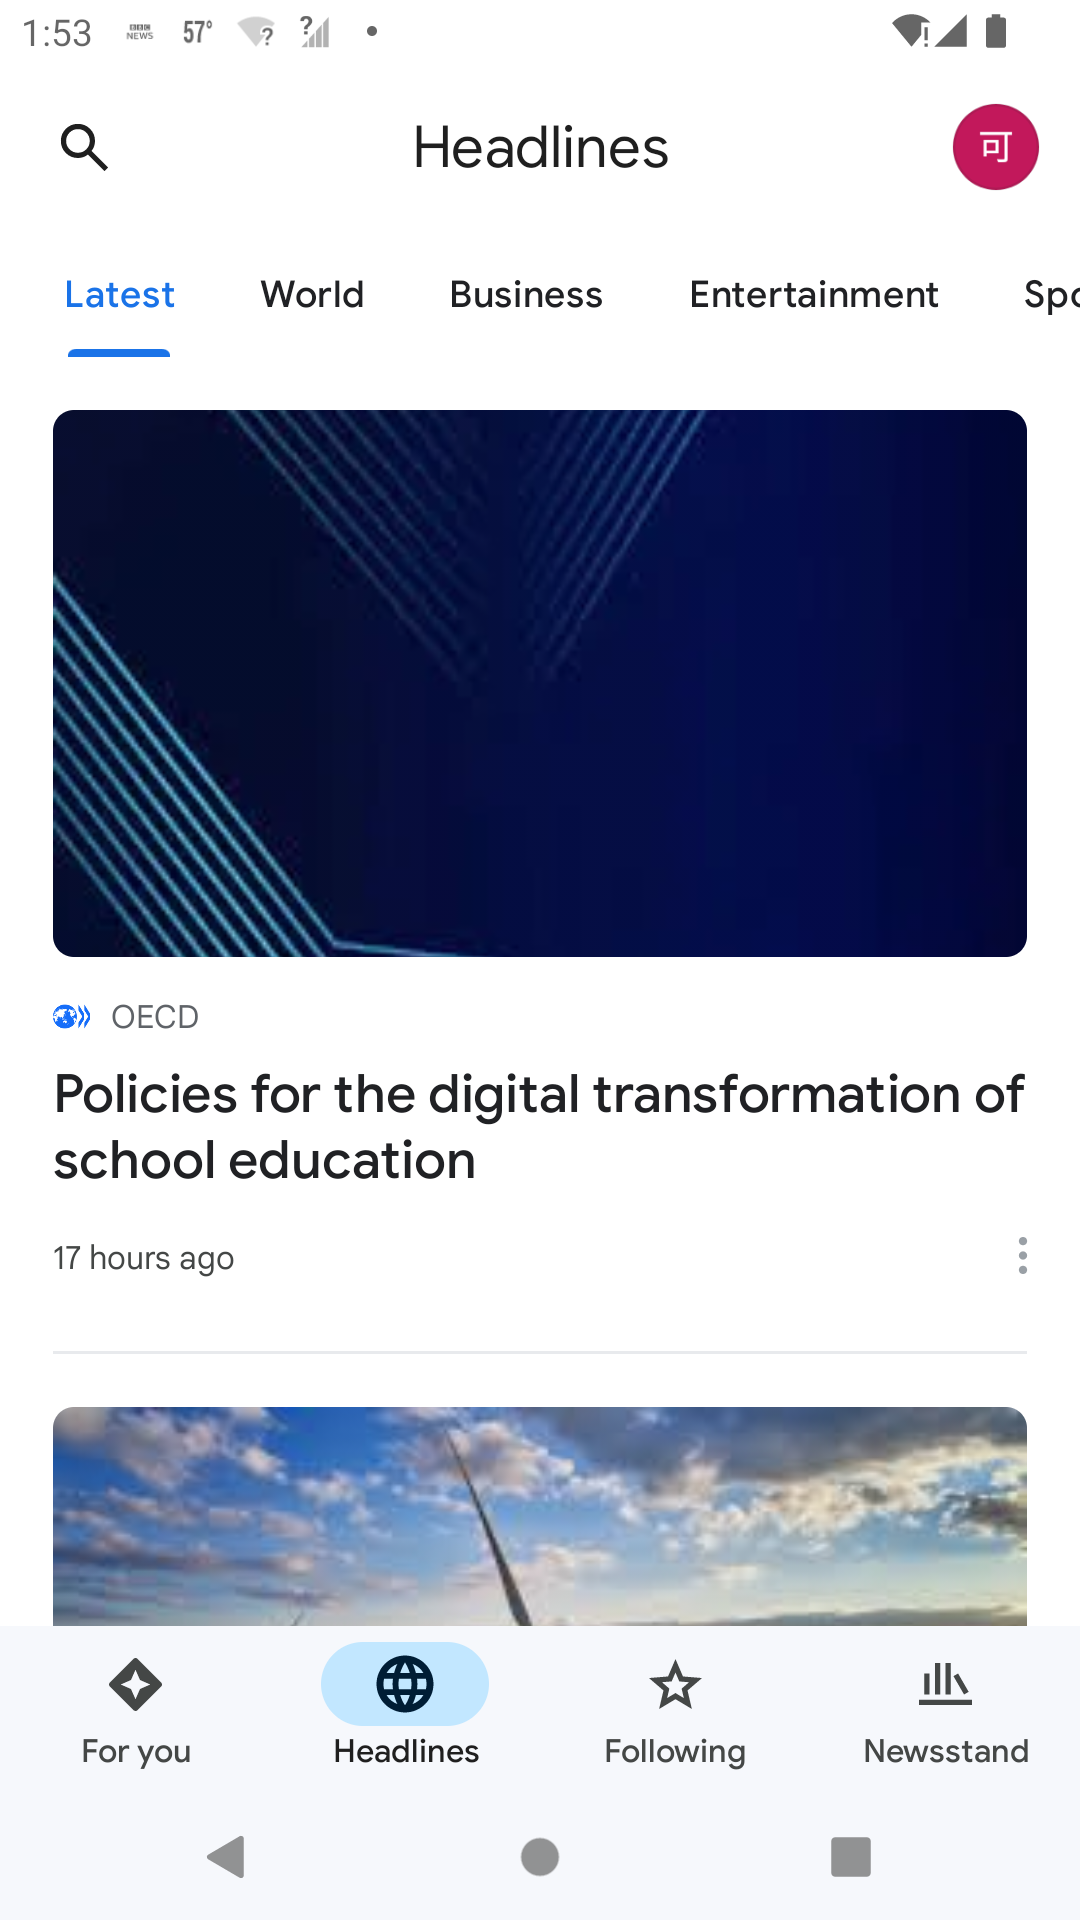 1:53 BBC NEWS 57°
Headlines
可
Latest World Business Entertainment Spo
OECD
Policies for the digital transformation of
school education
17 hours ago
For you Headlines Following Newsstand